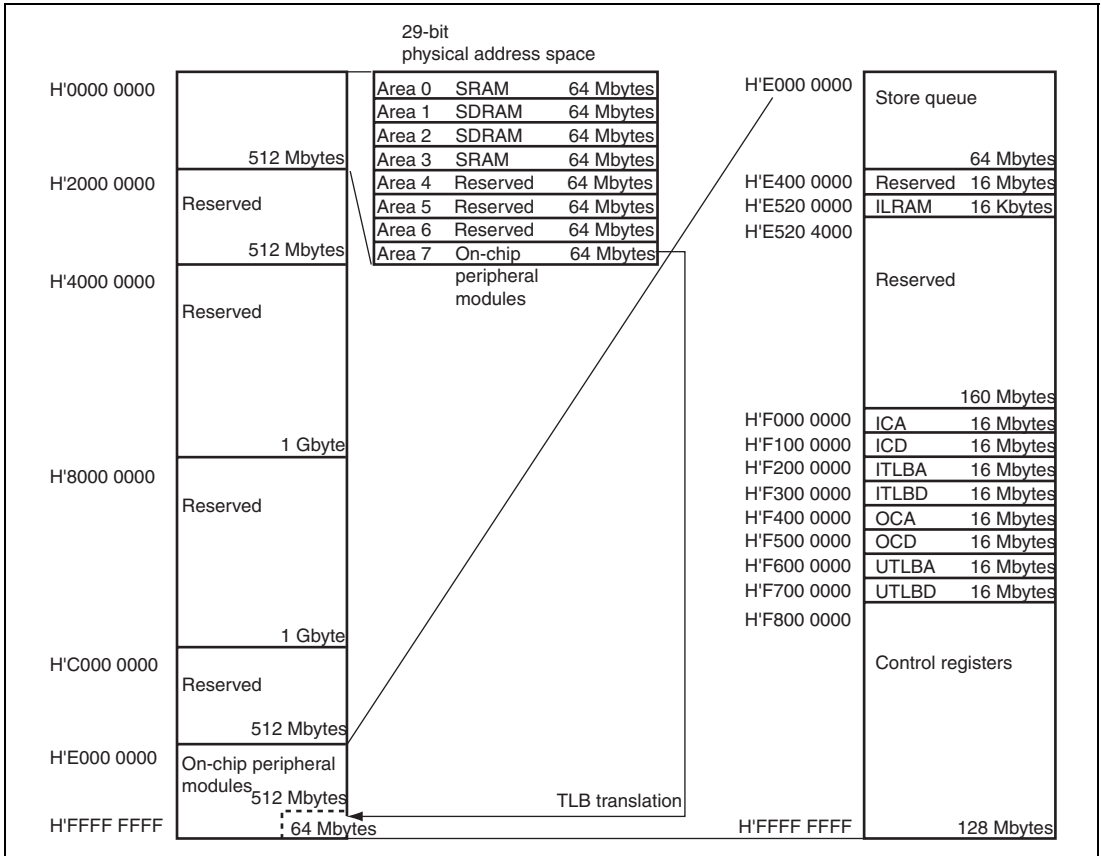 29-bit
physical address space
H'0000 0000
512 Mbytes
H'2000 0000
Reserved
512 Mbytes
H'4000 0000
Reserved
1 Gbyte
H'8000 0000
Reserved
1 Gbyte
H'C000 0000
Reserved
512 Mbytes
H'E000 0000
On-chip peripheral
modules
512 Mbytes
64 Mbytes
H'FFFF FFFF
Area 0 SRAM 64 Mbytes
Area 1 SDRAM 64 Mbytes
Area 2 SDRAM 64 Mbytes
Area 3 SRAM 64 Mbytes
Area 4 Reserved 64 Mbytes
Area 5 Reserved 64 Mbytes
Area 6 Reserved 64 Mbytes
Area 7 On-chip 64 Mbytes
peripheral
modules
TLB translation
H'E000 0000
Store queue
64 Mbytes
H'E400 0000 Reserved 16 Mbytes
H'E520 0000 ILRAM 16 Kbytes
H'E520 4000
Reserved
160 Mbytes
H'F000 0000 ICA 16 Mbytes
H'F100 0000 ICD 16 Mbytes
H'F200 0000 ITLBA 16 Mbytes
H'F300 0000 ITLBD 16 Mbytes
H'F400 0000 OCA 16 Mbytes
H'F500 0000 OCD 16 Mbytes
H'F600 0000 UTLBA 16 Mbytes
H'F700 0000 UTLBD 16 Mbytes
H'F800 0000
Control registers
H'FFFF FFFF 128 Mbytes